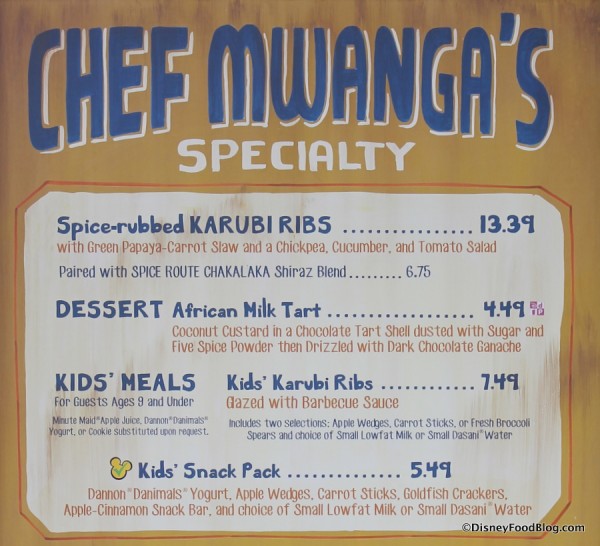 CHEF MWANGA'S
SPECIALTY
Spice-rubbed KARUBI RIBS ................ 13.39
with Green Papaya-Carrot Slaw and a Chickpea, Cucumber, and Tomato Salad
Paired with SPICE ROUTE CHAKALAKA Shiraz Blend ......... 6.75
DESSERT African Milk Tart .................. 4.49
Coconut Custard in a Chocolate Tart Shell dusted with Sugar and
Five Spice Powder then Drizzled with Dark Chocolate Ganache
KIDS' MEALS
For Guests Ages 9 and Under
Minute Maid® Apple Juice, Dannon® Danimals®
Yogurt, or Cookie substituted upon request.
Kids' Karubi Ribs ............. 7.49
Glazed with Barbecue Sauce
Includes two selections: Apple Wedges, Carrot Sticks, or Fresh Broccoli
Spears and choice of Small Lowfat Milk or Small Dasani® Water
Kids' Snack Pack .............. 5.49
Dannon® Danimals® Yogurt, Apple Wedges, Carrot Sticks, Goldfish Crackers,
Apple-Cinnamon Snack Bar, and choice of Small Lowfat Milk or Small Dasani® Water
©DisneyFoodBlog.com